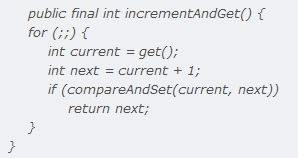 public final int incrementAndGet() {
for (;;) {
int current = get();
int next = current + 1;
if (compareAndSet(current, next))
return next;
}
}